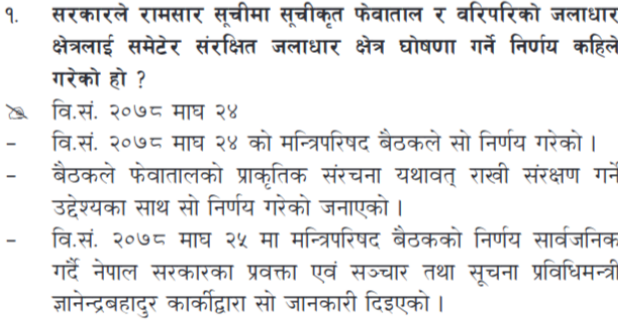 १. सरकारले रामसार सूचीमा सूचीकृत फेवाताल र वरिपरिको जलाधार
क्षेत्रलाई समेटेर संरक्षित जलाधार क्षेत्र घोषणा गर्ने निर्णय कहिले
गरेको हो ?
वि.सं. २०७८ माघ २४
– वि.सं. २०७८ माघ २४ को मन्त्रिपरिषद बैठकले सो निर्णय गरेको ।
– बैठकले फेवातालको प्राकृतिक संरचना यथावत् राखी संरक्षण गर्ने
उद्देश्यका साथ सो निर्णय गरेको जनाएको ।
– वि.सं. २०७८ माघ २५ मा मन्त्रिपरिषद बैठकको निर्णय सार्वजनिक
गर्दै नेपाल सरकारका प्रवक्ता एवं सञ्चार तथा सूचना प्रविधिमन्त्री
ज्ञानेन्द्रबहादुर कार्कीद्वारा सो जानकारी दिइएको ।